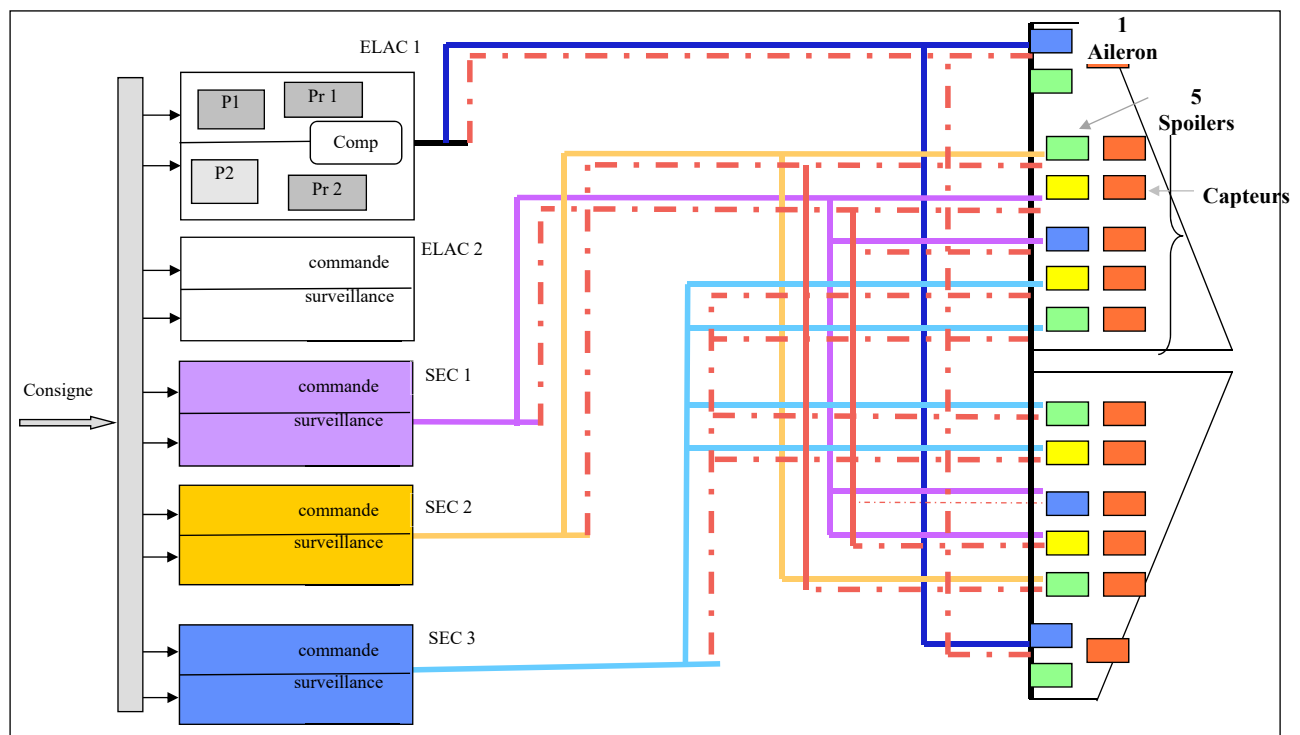 ELAC 1
P1
Pr 1
Comp
P2
Pr 2
1
Aileron
5
Spoilers
Capteurs
ELAC 2
commande
surveillance
Consigne
SEC 1
commande
surveillance
SEC 2
commande
surveillance
SEC 3
commande
surveillance